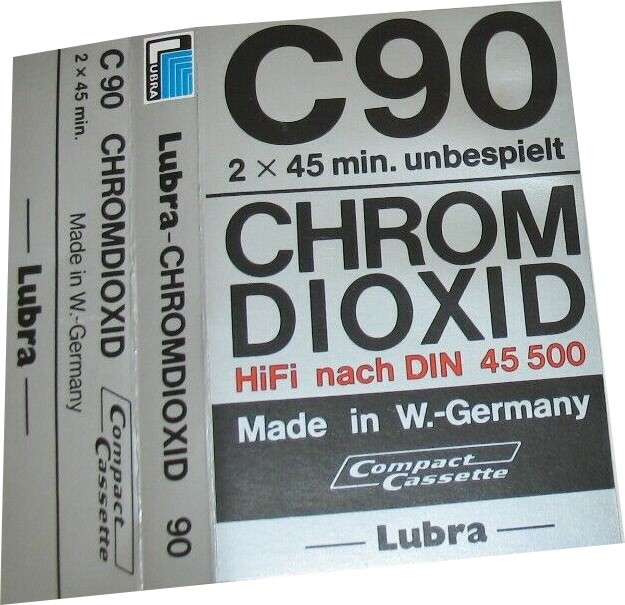 Lubra
C 90 CHROMDIOXID
2 × 45 min. Made in W.-Germany
Compact
Cassette
LUBRA
Lubra-CHROMDIOXID 90
C90
2 × 45 min. unbespielt
CHROM
DIOXID
HiFi nach DIN 45 500
Made in W.-Germany
Compact
Cassette
Lubra